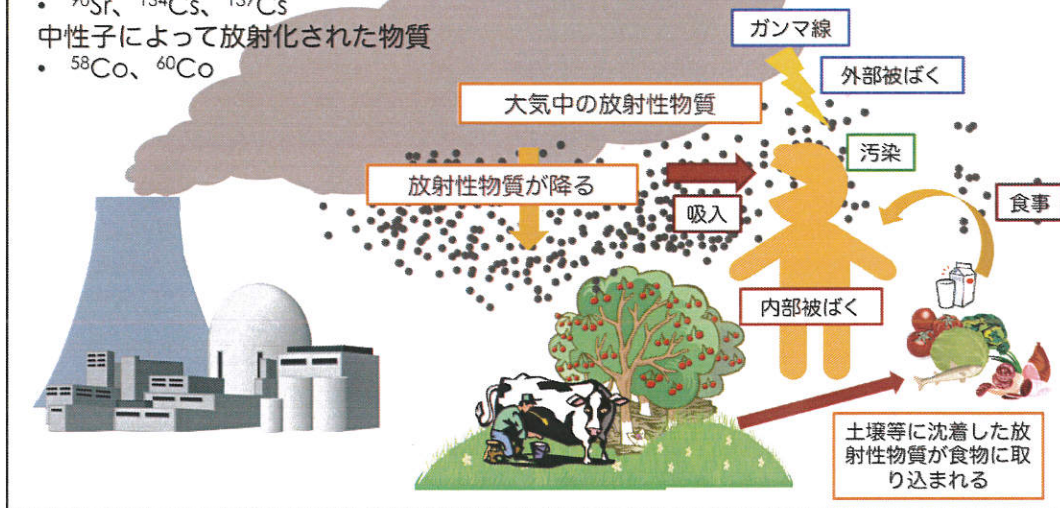 • ⁹⁰Sr、¹³⁴Cs、¹³⁷Cs
中性子によって放射化された物質
• ⁵⁸Co、⁶⁰Co
ガンマ線
外部被ばく
大気中の放射性物質
汚染
放射性物質が降る
吸入
食事
内部被ばく
土壌等に沈着した放
射性物質が食物に取
り込まれる